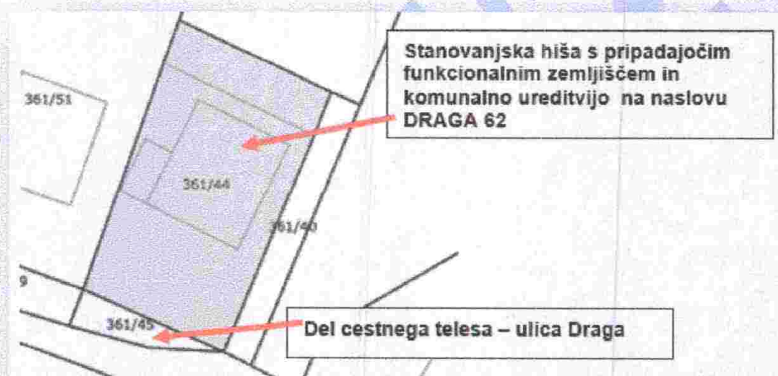 Stanovanjska hiša s pripadajočim
funkcionalnim zemljiščem in
komunalno ureditvijo na naslovu
DRAGA 62
361/51
361/44
361/40
9
361/45
Del cestnega telesa – ulica Draga